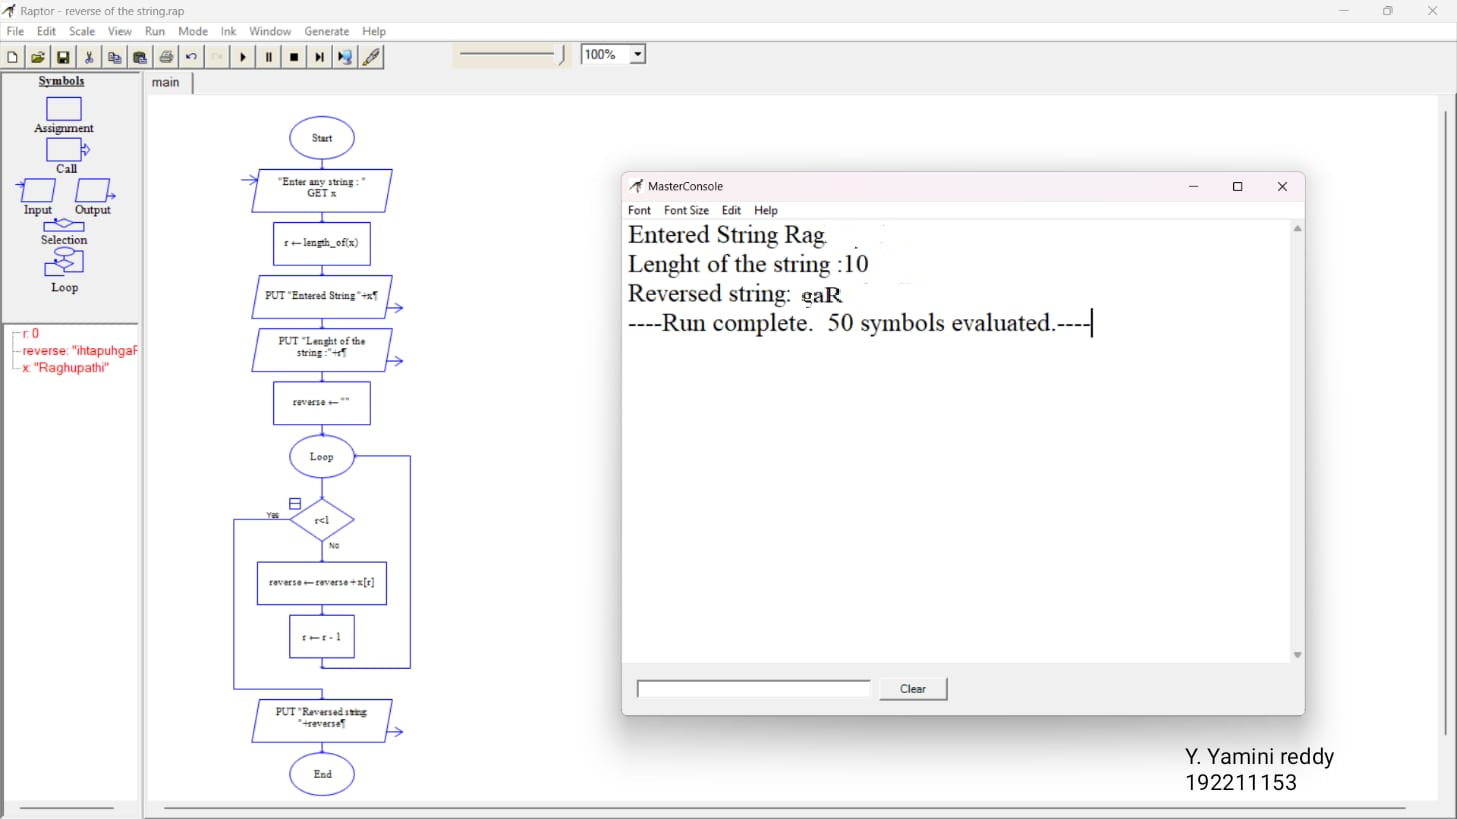 Raptor - reverse of the string.rap
File Edit Scale View Run Mode Ink Window Generate Help
100%
Symbols
Assignment
Call
Input Output
Selection
Loop
r: 0
reverse: "ihtapuhgaR
x: "Raghupathi"
main
Start
"Enter any string : "
GET x
r ← length_of(x)
PUT "Entered String "+x¶
PUT "Lenght of the
string :"+r¶
reverse ← ""
Loop
r<1
Yes
No
reverse ← reverse + x[r]
r ← r - 1
PUT "Reversed string:
"+reverse¶
End
MasterConsole
Font Font Size Edit Help
Entered String Rag
Lenght of the string :10
Reversed string: gaR
----Run complete. 50 symbols evaluated.----
Clear
Y. Yamini reddy
192211153